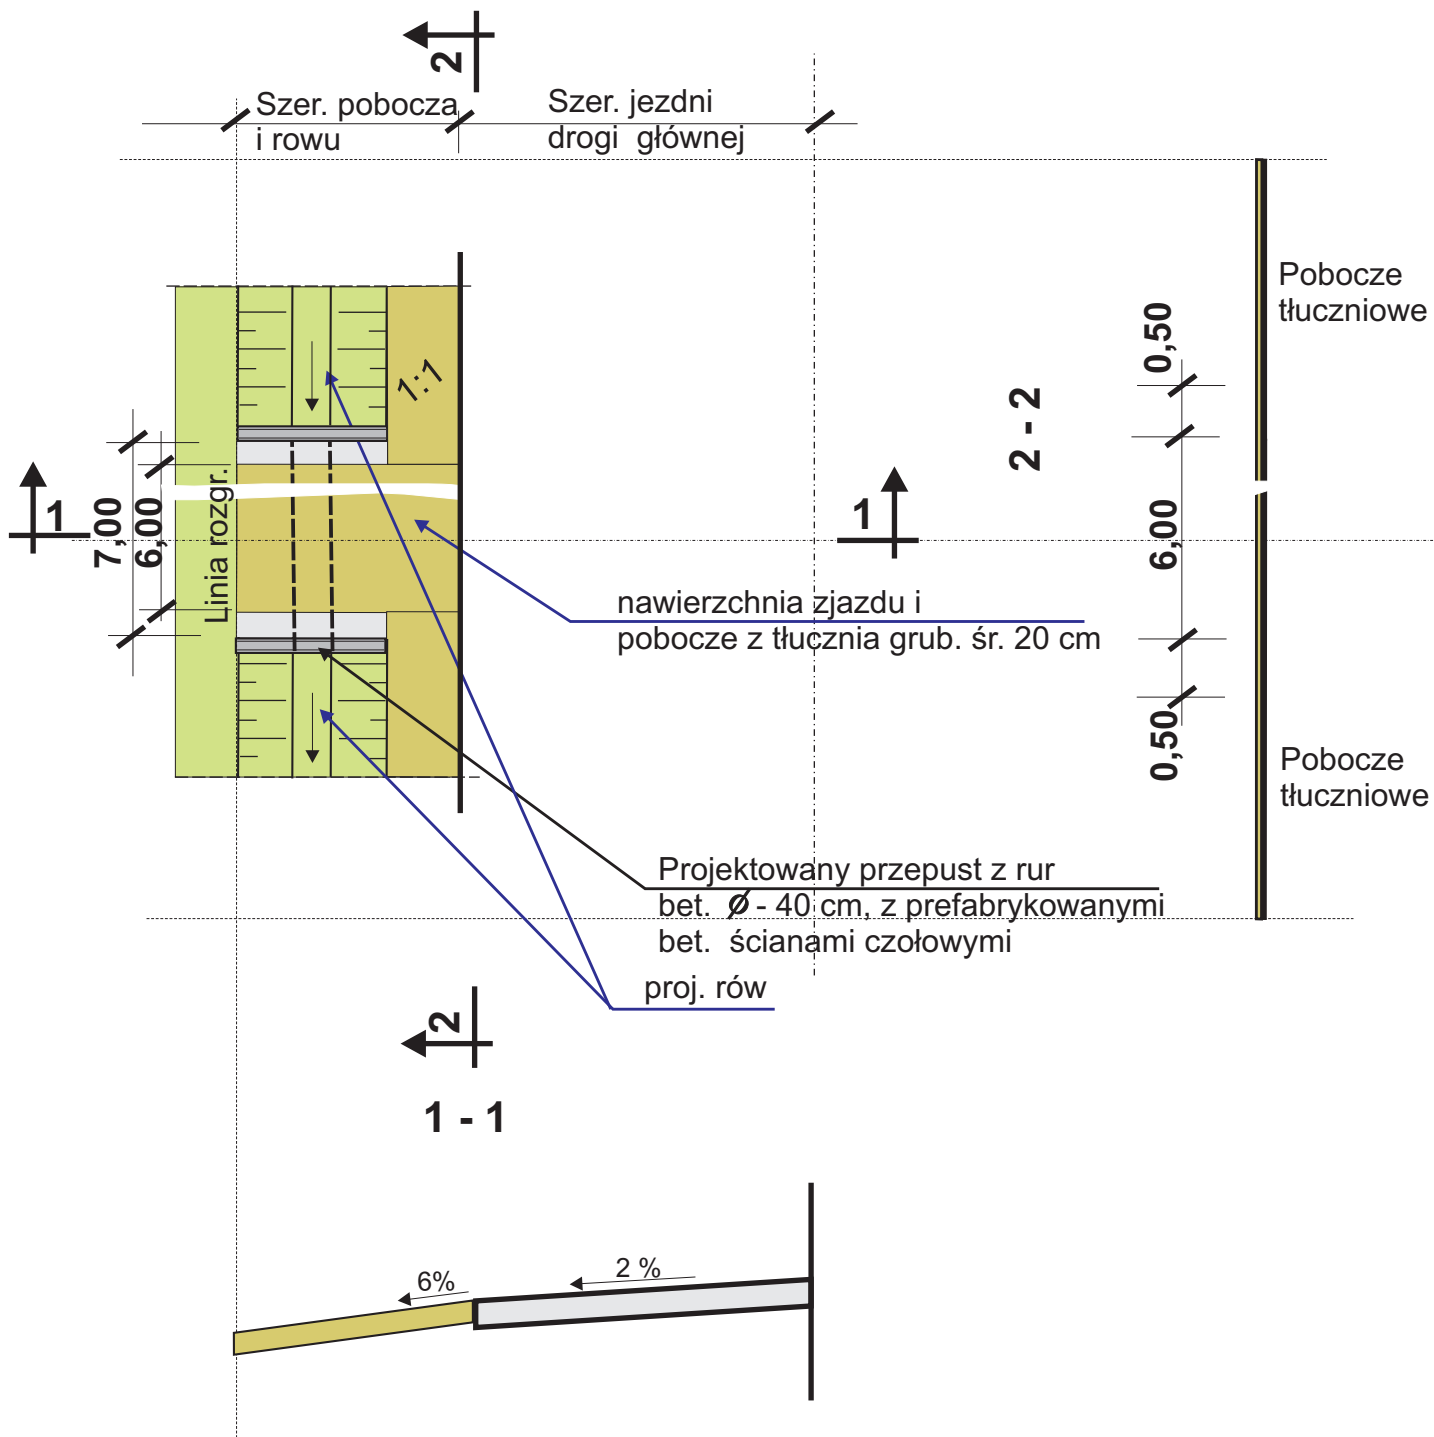 2
Szer. pobocza
i rowu
Szer. jezdni
drogi głównej
Pobocze
tłuczniowe
0,50
1:1
2 - 2
Linia rozgr.
1
7,00
6,00
1
6,00
nawierzchnia zjazdu i
pobocze z tłucznia grub. śr. 20 cm
0,50
Pobocze
tłuczniowe
Projektowany przepust z rur
bet. Ø - 40 cm, z prefabrykowanymi
bet. ścianami czołowymi
proj. rów
2
1 - 1
6%
2 %